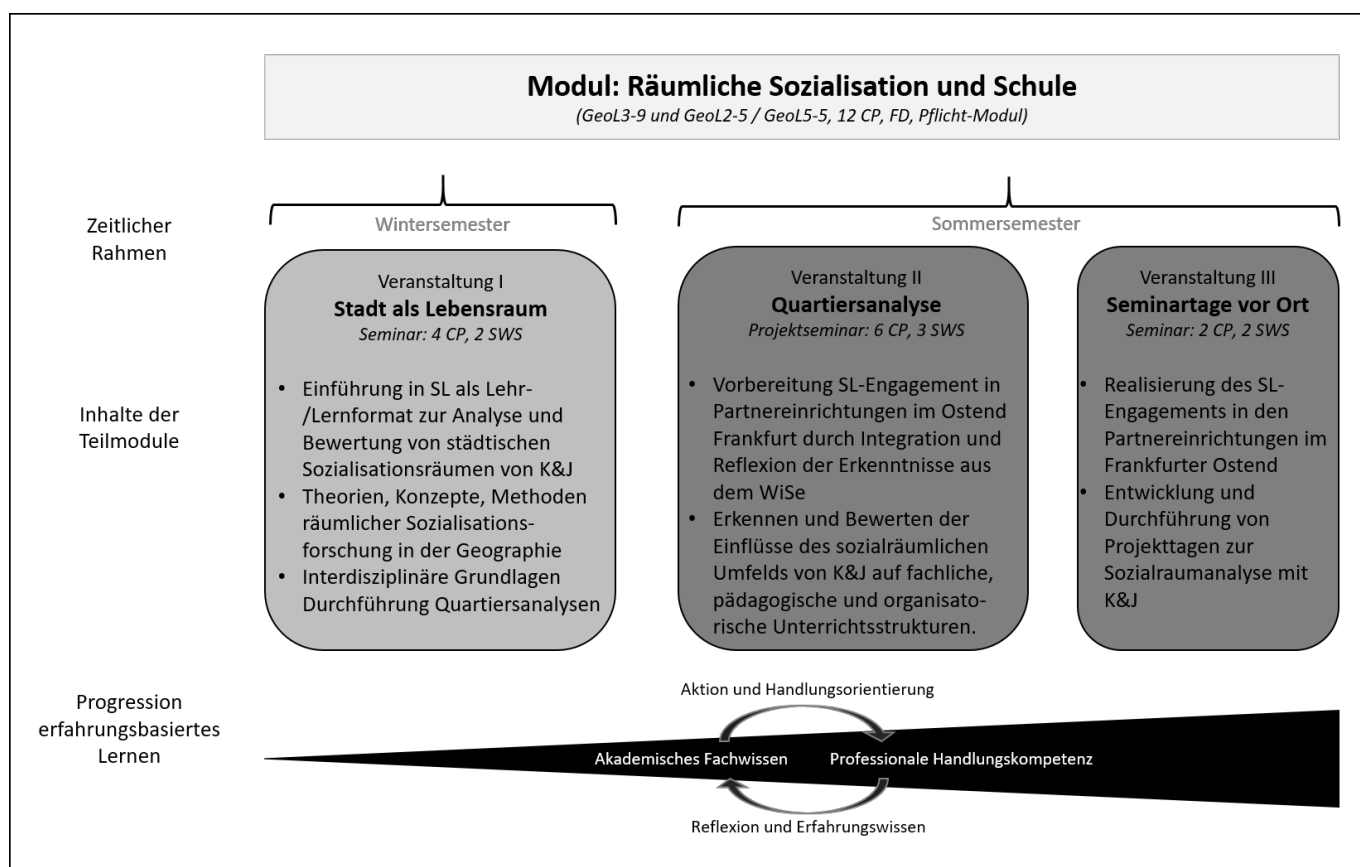 Modul: Räumliche Sozialisation und Schule
(GeoL3-9 und GeoL2-5 / GeoL5-5, 12 CP, FD, Pflicht-Modul)
Zeitlicher
Rahmen
Wintersemester
Sommersemester
Inhalte der
Teilmodule
Veranstaltung I
Stadt als Lebensraum
Seminar: 4 CP, 2 SWS
• Einführung in SL als Lehr-
/Lernformat zur Analyse und
Bewertung von städtischen
Sozialisationsräumen von K&J
• Theorien, Konzepte, Methoden
räumlicher Sozialisations-
forschung in der Geographie
• Interdisziplinäre Grundlagen
Durchführung Quartiersanalysen
Veranstaltung II
Quartiersanalyse
Projektseminar: 6 CP, 3 SWS
• Vorbereitung SL-Engagement in
Partnereinrichtungen im Ostend
Frankfurt durch Integration und
Reflexion der Erkenntnisse aus
dem WiSe
• Erkennen und Bewerten der
Einflüsse des sozialräumlichen
Umfelds von K&J auf fachliche,
pädagogische und organisato-
rische Unterrichtsstrukturen.
Veranstaltung III
Seminartage vor Ort
Seminar: 2 CP, 2 SWS
• Realisierung des SL-
Engagements in den
Partnereinrichtungen im
Frankfurter Ostend
• Entwicklung und
Durchführung von
Projekttagen zur
Sozialraumanalyse mit
K&J
Progression
erfahrungsbasiertes
Lernen
Aktion und Handlungsorientierung
Akademisches Fachwissen
Professionale Handlungskompetenz
Reflexion und Erfahrungswissen